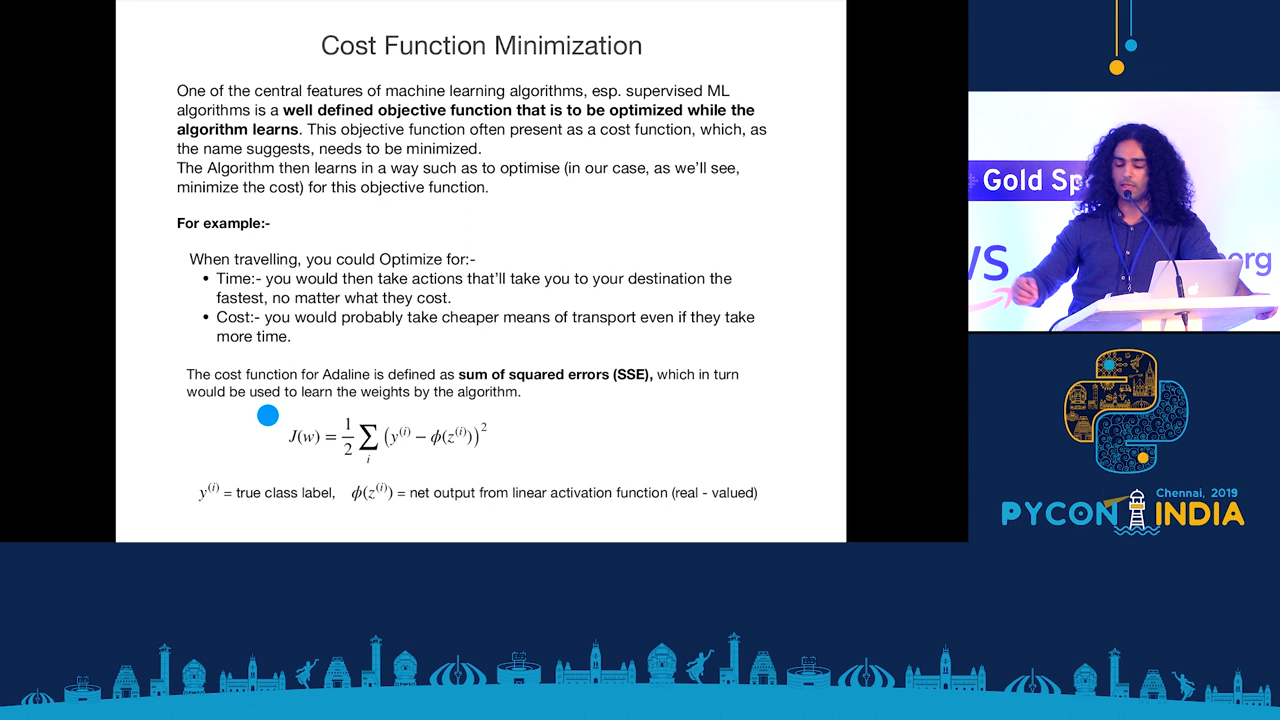 Cost Function Minimization
One of the central features of machine learning algorithms, esp. supervised ML
algorithms is a well defined objective function that is to be optimized while the
algorithm learns. This objective function often present as a cost function, which, as
the name suggests, needs to be minimized.
The Algorithm then learns in a way such as to optimise (in our case, as we'll see,
minimize the cost) for this objective function.
For example:-
When travelling, you could Optimize for:-
• Time:- you would then take actions that'll take you to your destination the
fastest, no matter what they cost.
• Cost:- you would probably take cheaper means of transport even if they take
more time.
The cost function for Adaline is defined as sum of squared errors (SSE), which in turn
would be used to learn the weights by the algorithm.
J(w) = 1/2 ∑_i (y^(i) − ϕ(z^(i)))^2
y^(i) = true class label, ϕ(z^(i)) = net output from linear activation function (real - valued)
Gold
Chennai, 2019
PYCON INDIA